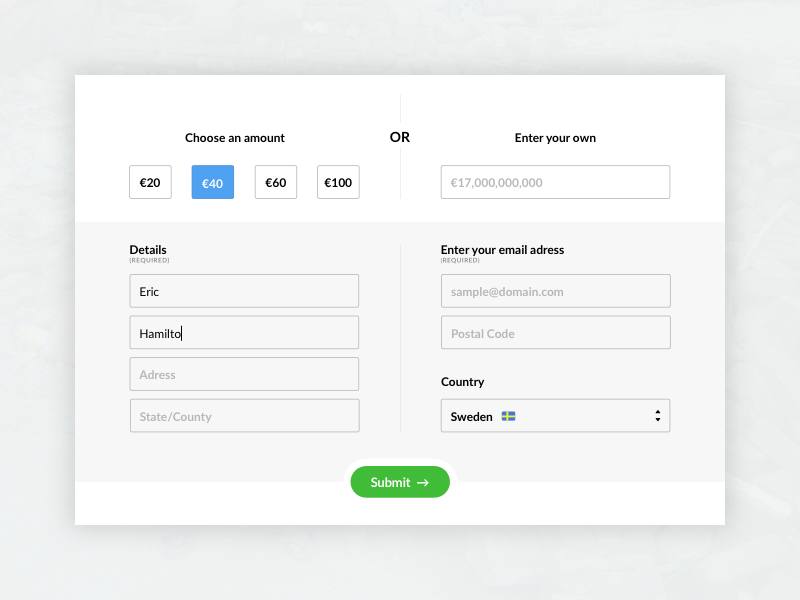 Choose an amount
OR
Enter your own
€20
€40
€60
€100
€17,000,000,000
Details
(REQUIRED)
Eric
Hamilto
Adress
State/County
Enter your email adress
(REQUIRED)
sample@domain.com
Postal Code
Country
Sweden
Submit →